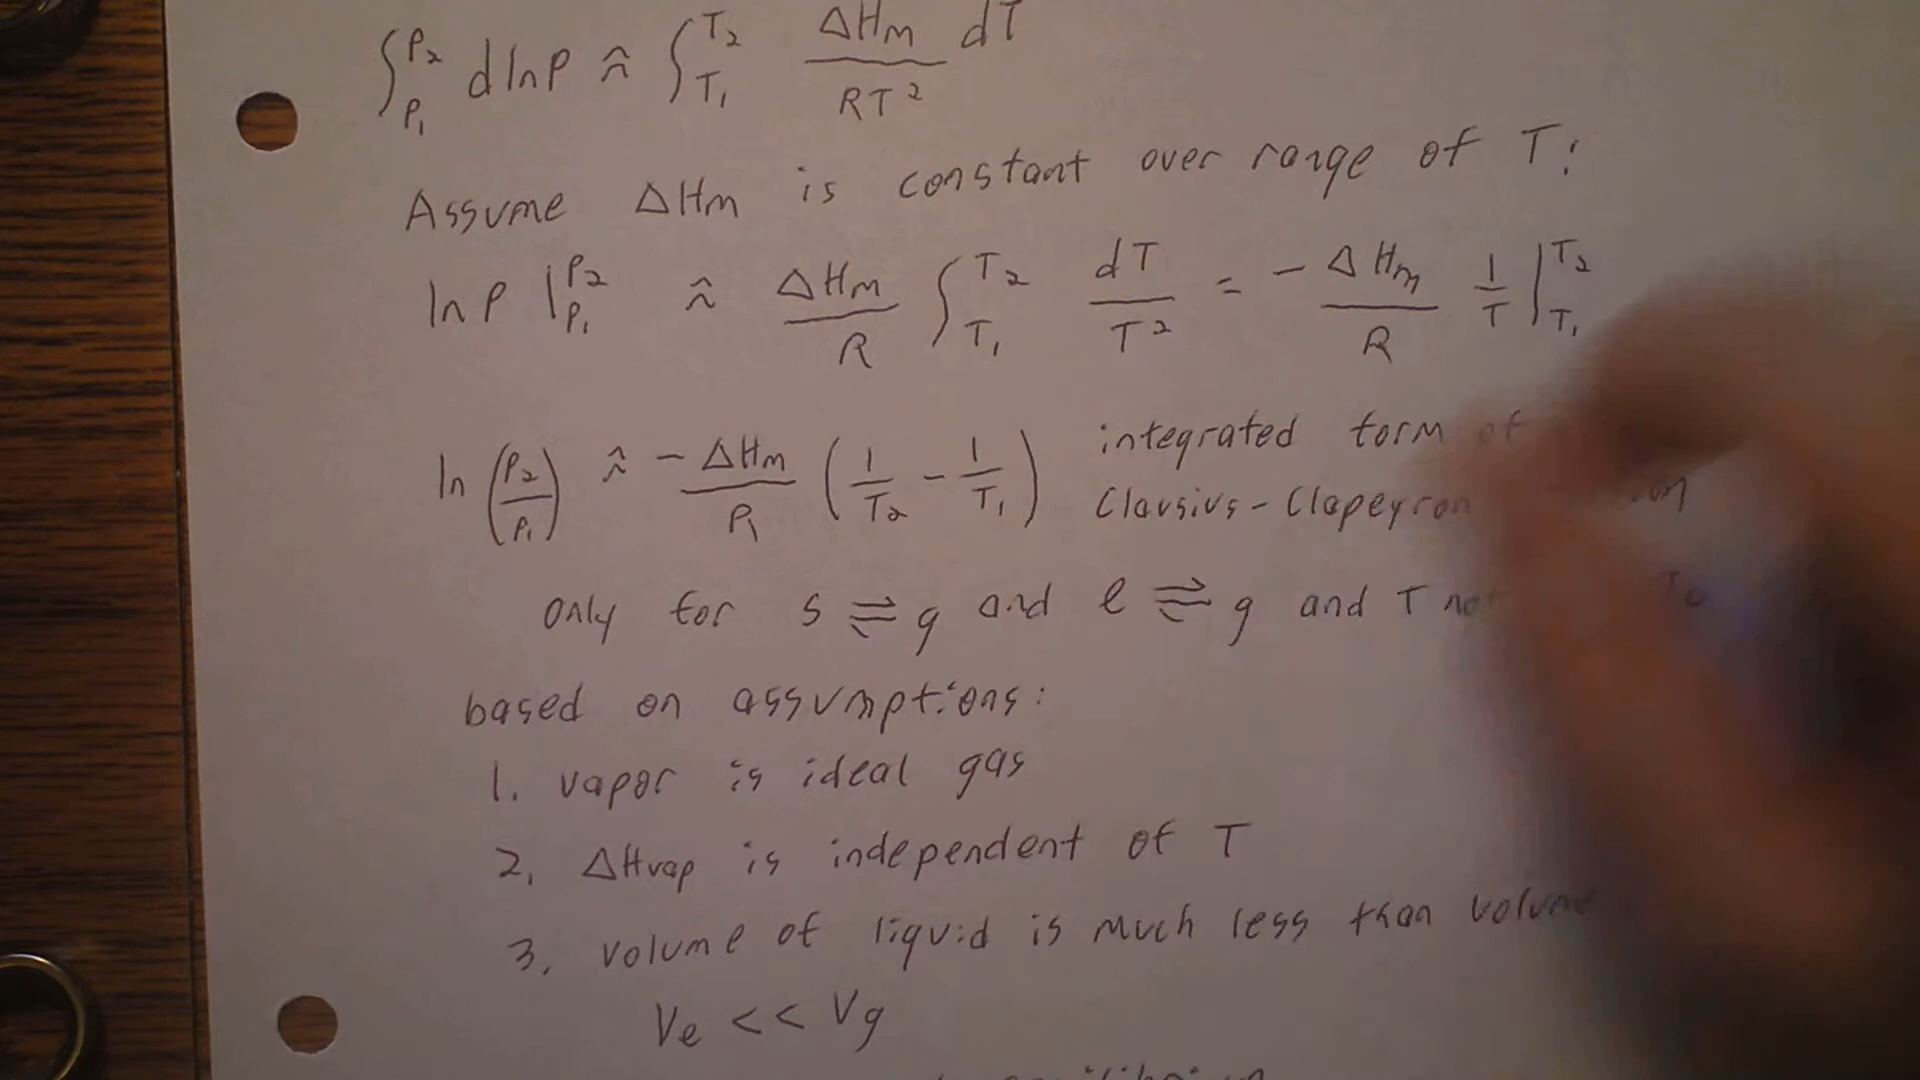 ∫_{P₁}^{P₂} d ln P ≈ ∫_{T₁}^{T₂} ΔHm/RT² dT
Assume ΔHm is constant over range of T:
ln P |_{P₁}^{P₂} ≈ ΔHm/R ∫_{T₁}^{T₂} dT/T² = -ΔHm/R 1/T |_{T₁}^{T₂}
ln (P₂/P₁) ≈ -ΔHm/R (1/T₂ - 1/T₁) integrated form of
Clausius-Clapeyron
only for s ⇌ g and l ⇌ g and T not
based on assumptions:
1. vapor is ideal gas
2. ΔHvap is independent of T
3. volume of liquid is much less than volume
Vl << Vg